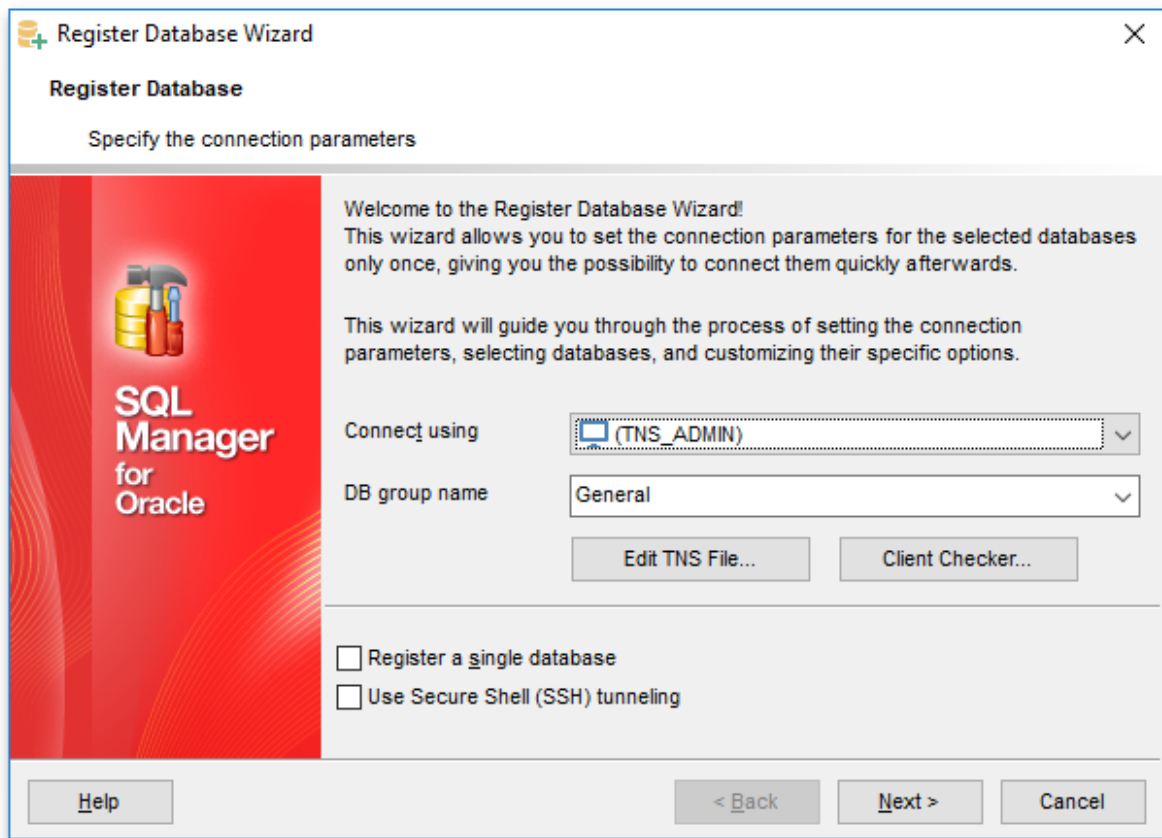 Register Database Wizard
Register Database
Specify the connection parameters
SQL
Manager
for
Oracle
Welcome to the Register Database Wizard!
This wizard allows you to set the connection parameters for the selected databases
only once, giving you the possibility to connect them quickly afterwards.
This wizard will guide you through the process of setting the connection
parameters, selecting databases, and customizing their specific options.
Connect using (TNS_ADMIN)
DB group name General
Edit TNS File... Client Checker...
Register a single database
Use Secure Shell (SSH) tunneling
Help < Back Next > Cancel